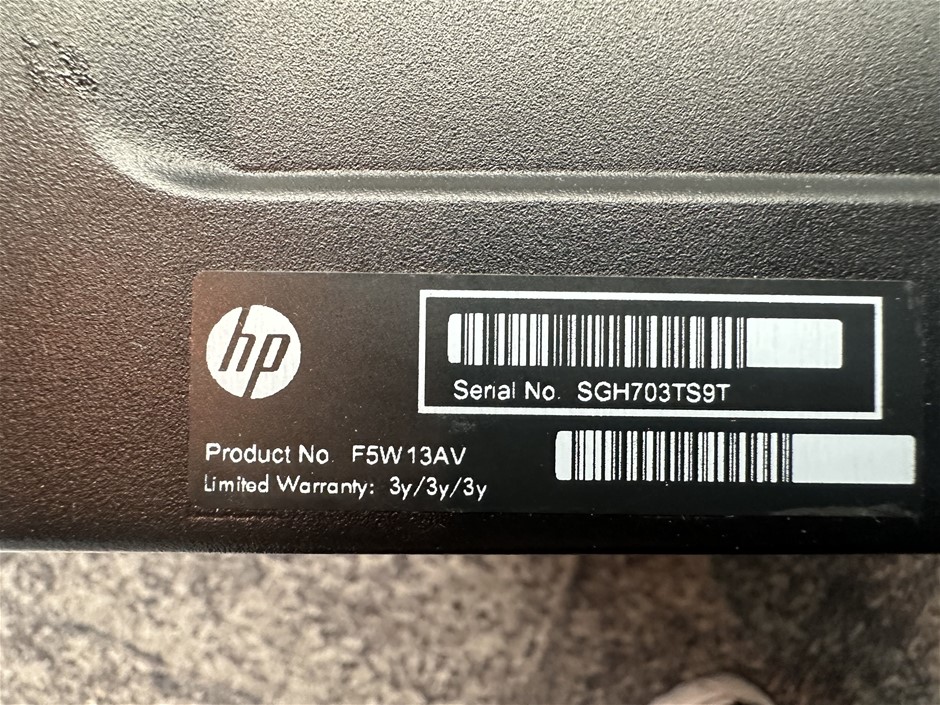 hp
Serial No. SGH703TS9T
Product No. F5W13AV
Limited Warranty: 3y/3y/3y